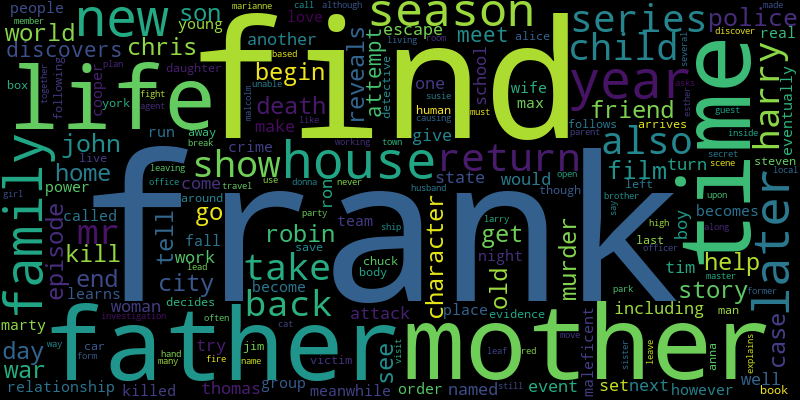 people
marianne
call
although
made
member
new
son
season
series
police
world
young
love
escape
meet
alice
living
room
several
discover
real
discovers
chris
another
based
unable
child
box
york
plan
together
following
life
find
year
time
cooper
agent
fight
daughter
begin
malcolm
reveals
attempt
detective
school
one
human
causing
susie
wife
max
must
asks
friend
esther
harry
eventually
death
make
like
crime
working
town
give
follows
arrives
guest
inside
john
run
away
break
show
house
return
also
parent
film
turn
secret
scene
steven
home
live
family
power
come
leaving
office
travel
use
donna
never
state
would
husband
open
though
left
upon
local
girl
called
mr
around
go
ron
party
team
larry
ship
brother
say
boy
becomes
high
last
officer
along
episode
tell
fall
robin
save
chuck
body
night
character
get
murder
frank
tim
help
master
former
later
kill
work
lead
take
end
city
become
back
old
story
learns
decides
woman
attack
place
evidence
park
including
man
marty
investigation
often
cat
father
mother
day
way
car
form
try
jim
name
fire
hand
many
victim
see
visit
leaf
red
still
move
maleficent
sister
leave
anna
explains
case
well
war
relationship
killed
thomas
group
meanwhile
order
named
event
set
next
however
book